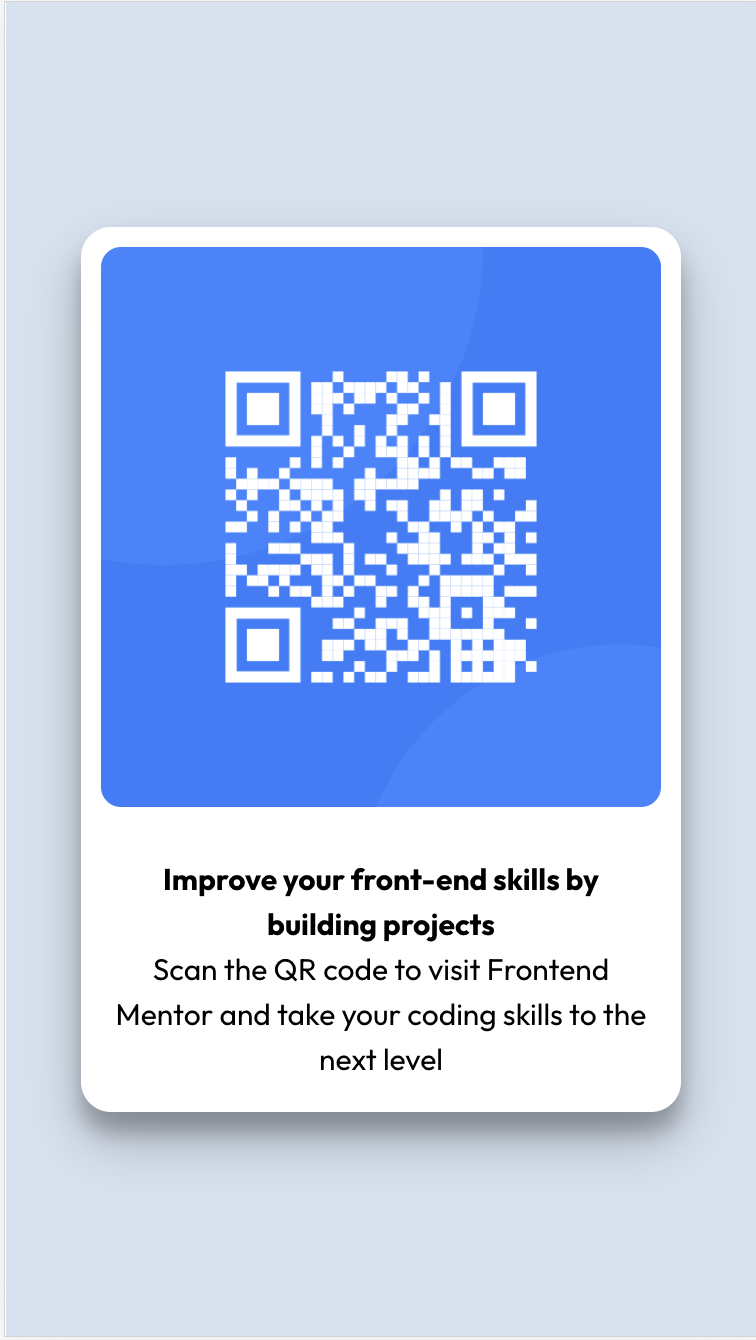 Improve your front-end skills by
building projects
Scan the QR code to visit Frontend
Mentor and take your coding skills to the
next level